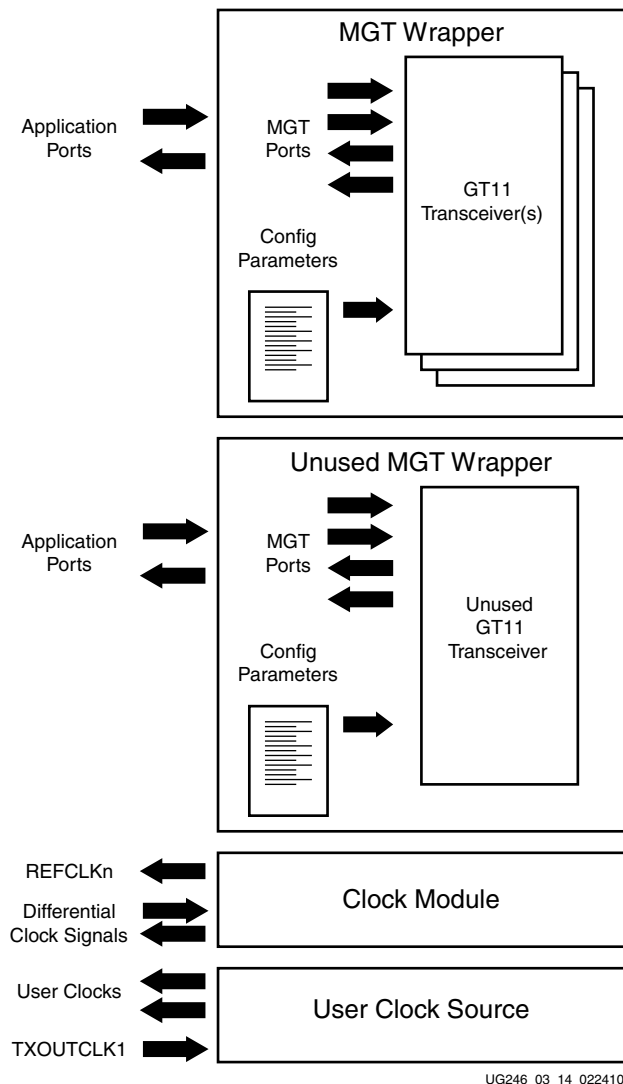 MGT Wrapper
Application
Ports
MGT
Ports
GT11
Transceiver(s)
Config
Parameters
Unused MGT Wrapper
Application
Ports
MGT
Ports
Unused
GT11
Transceiver
Config
Parameters
REFCLKn
Differential
Clock Signals
Clock Module
User Clocks
TXOUTCLK1
User Clock Source
UG246_03_14_022410